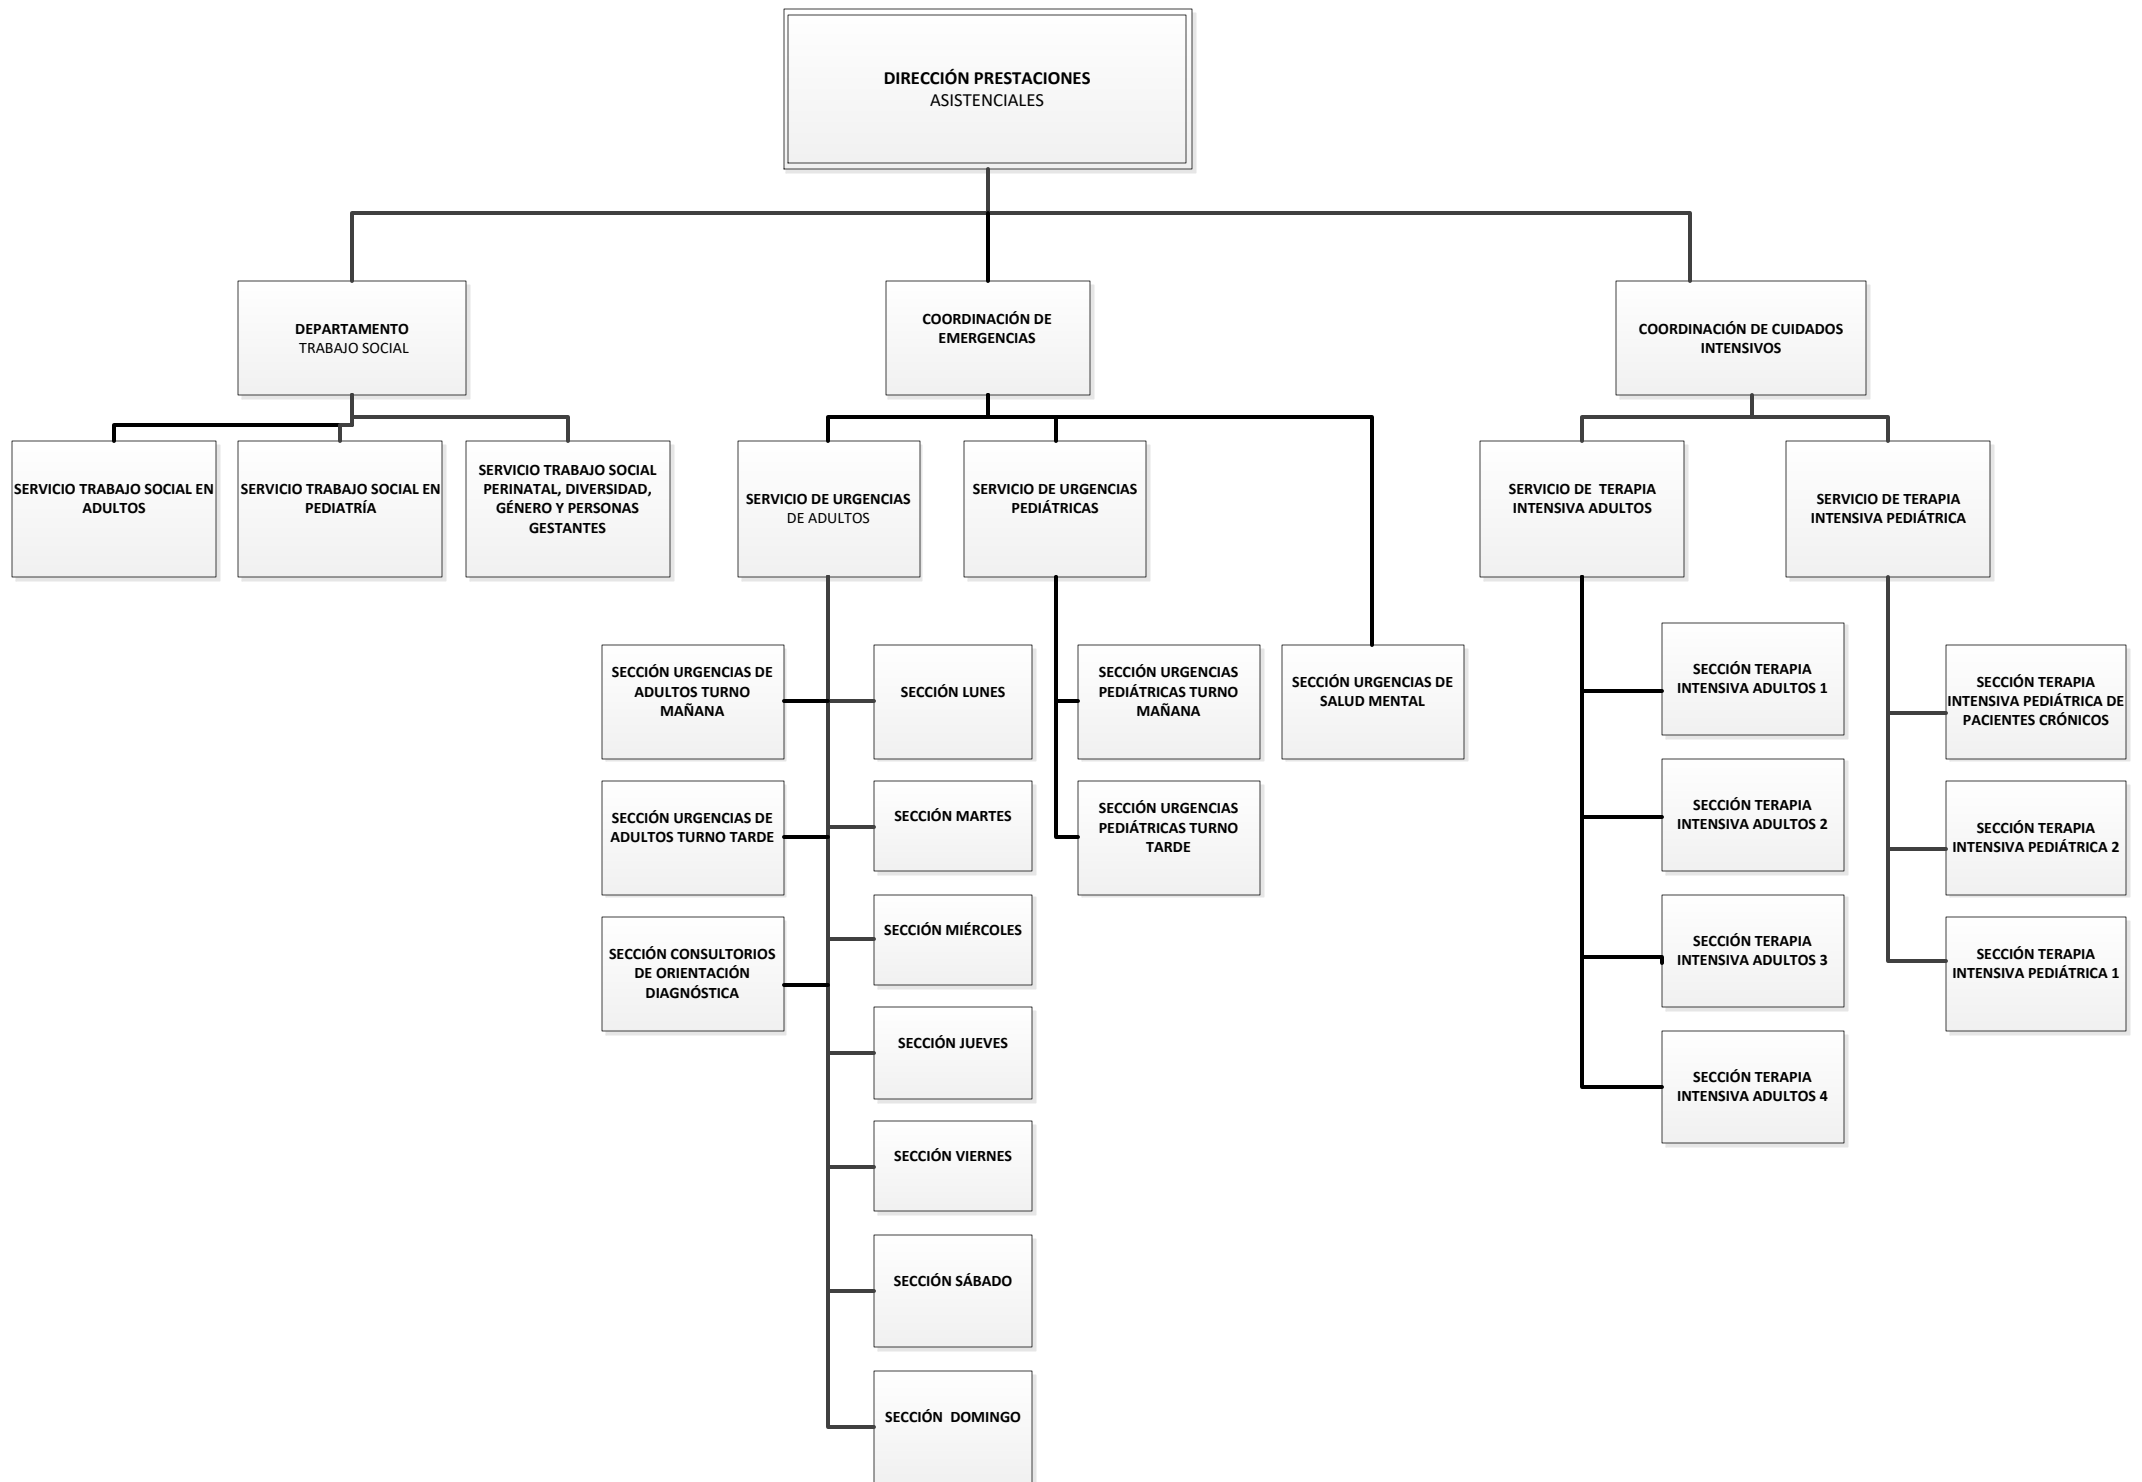 DIRECCIÓN PRESTACIONES
ASISTENCIALES
DEPARTAMENTO
TRABAJO SOCIAL
COORDINACIÓN DE
EMERGENCIAS
COORDINACIÓN DE CUIDADOS
INTENSIVOS
SERVICIO TRABAJO SOCIAL EN
ADULTOS
SERVICIO TRABAJO SOCIAL EN
PEDIATRÍA
SERVICIO TRABAJO SOCIAL
PERINATAL, DIVERSIDAD,
GÉNERO Y PERSONAS
GESTANTES
SERVICIO DE URGENCIAS
DE ADULTOS
SERVICIO DE URGENCIAS
PEDIÁTRICAS
SERVICIO DE TERAPIA
INTENSIVA ADULTOS
SERVICIO DE TERAPIA
INTENSIVA PEDIÁTRICA
SECCIÓN URGENCIAS DE
ADULTOS TURNO
MAÑANA
SECCIÓN URGENCIAS DE
ADULTOS TURNO TARDE
SECCIÓN CONSULTORIOS
DE ORIENTACIÓN
DIAGNÓSTICA
SECCIÓN LUNES
SECCIÓN MARTES
SECCIÓN MIÉRCOLES
SECCIÓN JUEVES
SECCIÓN VIERNES
SECCIÓN SÁBADO
SECCIÓN DOMINGO
SECCIÓN URGENCIAS
PEDIÁTRICAS TURNO
MAÑANA
SECCIÓN URGENCIAS
PEDIÁTRICAS TURNO
TARDE
SECCIÓN URGENCIAS DE
SALUD MENTAL
SECCIÓN TERAPIA
INTENSIVA ADULTOS 1
SECCIÓN TERAPIA
INTENSIVA ADULTOS 2
SECCIÓN TERAPIA
INTENSIVA ADULTOS 3
SECCIÓN TERAPIA
INTENSIVA ADULTOS 4
SECCIÓN TERAPIA
INTENSIVA PEDIÁTRICA DE
PACIENTES CRÓNICOS
SECCIÓN TERAPIA
INTENSIVA PEDIÁTRICA 2
SECCIÓN TERAPIA
INTENSIVA PEDIÁTRICA 1